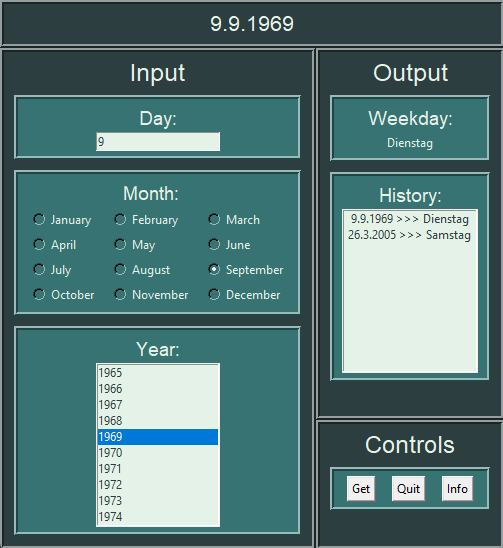 9.9.1969
Input
Day:
9
Month:
January February March
April May June
July August September
October November December
Year:
1965
1966
1967
1968
1969
1970
1971
1972
1973
1974
Output
Weekday:
Dienstag
History:
9.9.1969 >>> Dienstag
26.3.2005 >>> Samstag
Controls
Get Quit Info